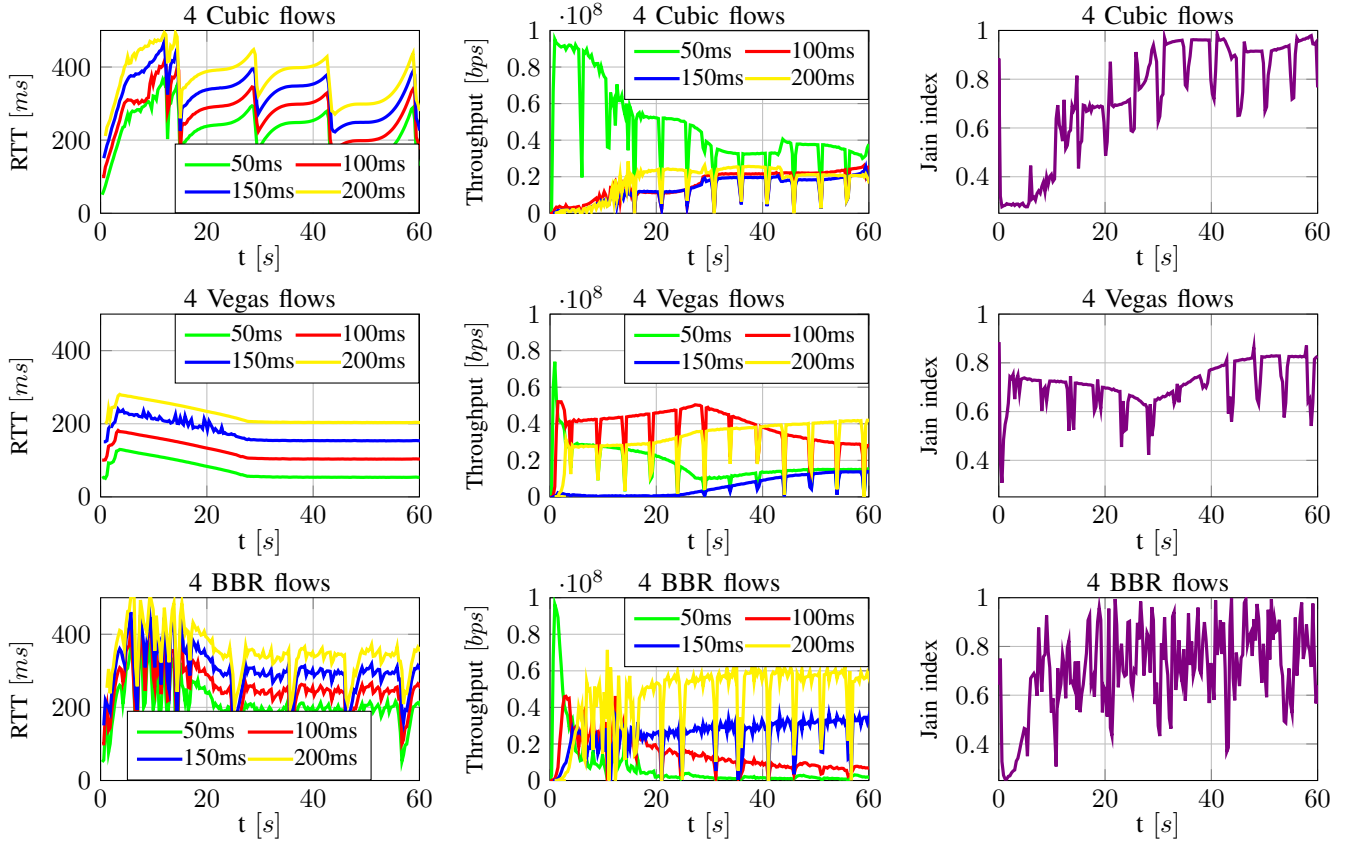 4 Cubic flows
RTT [ms]
400
200
0
50ms 100ms
150ms 200ms
0 20 40 60
t [s]
·10^8
4 Cubic flows
Throughput [bps]
1
0.8
0.6
0.4
0.2
0
50ms 100ms
150ms 200ms
0 20 40 60
t [s]
4 Cubic flows
Jain index
1
0.8
0.6
0.4
0 20 40 60
t [s]
4 Vegas flows
RTT [ms]
400
200
0
50ms 100ms
150ms 200ms
0 20 40 60
t [s]
·10^8
4 Vegas flows
Throughput [bps]
1
0.8
0.6
0.4
0.2
0
50ms 100ms
150ms 200ms
0 20 40 60
t [s]
4 Vegas flows
Jain index
1
0.8
0.6
0.4
0 20 40 60
t [s]
4 BBR flows
RTT [ms]
400
200
0
50ms 100ms
150ms 200ms
0 20 40 60
t [s]
·10^8
4 BBR flows
Throughput [bps]
1
0.8
0.6
0.4
0.2
0
50ms 100ms
150ms 200ms
0 20 40 60
t [s]
4 BBR flows
Jain index
1
0.8
0.6
0.4
0 20 40 60
t [s]